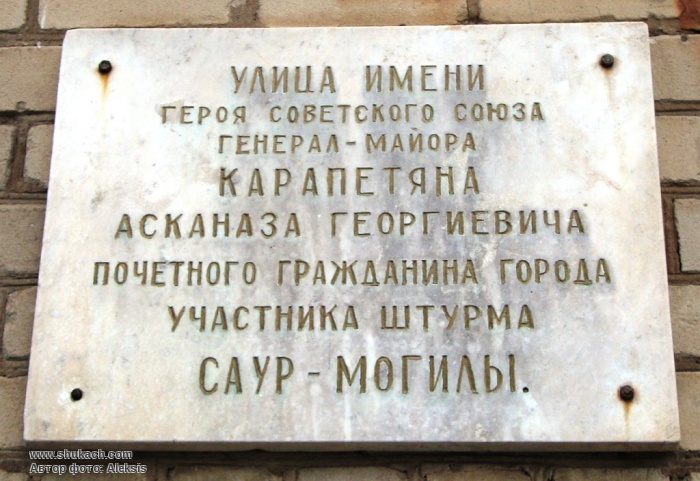 УЛИЦА ИМЕНИ
ГЕРОЯ СОВЕТСКОГО СОЮЗА
ГЕНЕРАЛ-МАЙОРА
КАРАПЕТЯНА
АСКАНАЗА ГЕОРГИЕВИЧА
ПОЧЕТНОГО ГРАЖДАНИНА ГОРОДА
УЧАСТНИКА ШТУРМА
САУР-МОГИЛЫ.
www.shukach.com
Автор фото: Aleksis